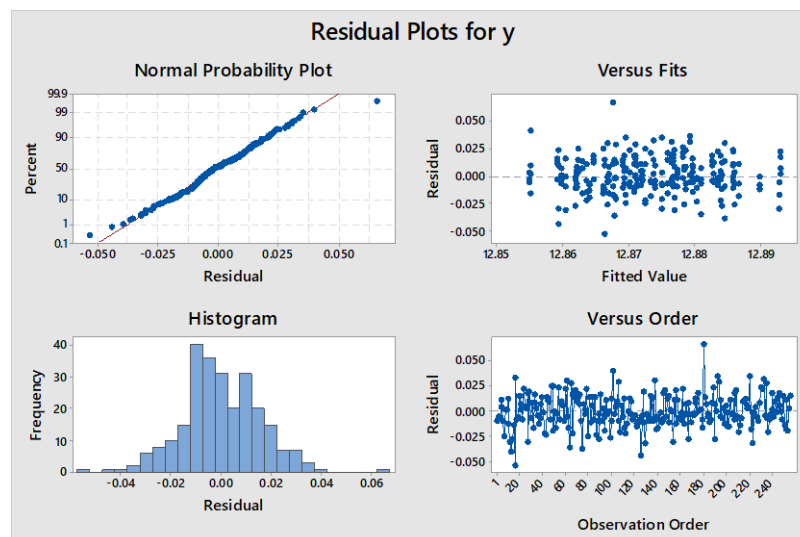 Residual Plots for y
Normal Probability Plot
99.9
99
90
50
10
1
0.1
Percent
-0.050 -0.025 0.000 0.025 0.050
Residual
Versus Fits
0.050
0.025
0.000
-0.025
-0.050
Residual
12.85 12.86 12.87 12.88 12.89
Fitted Value
Histogram
40
30
20
10
0
Frequency
-0.04 -0.02 0.00 0.02 0.04 0.06
Residual
Versus Order
0.050
0.025
0.000
-0.025
-0.050
Residual
1 20 40 60 80 100 120 140 160 180 200 220 240
Observation Order